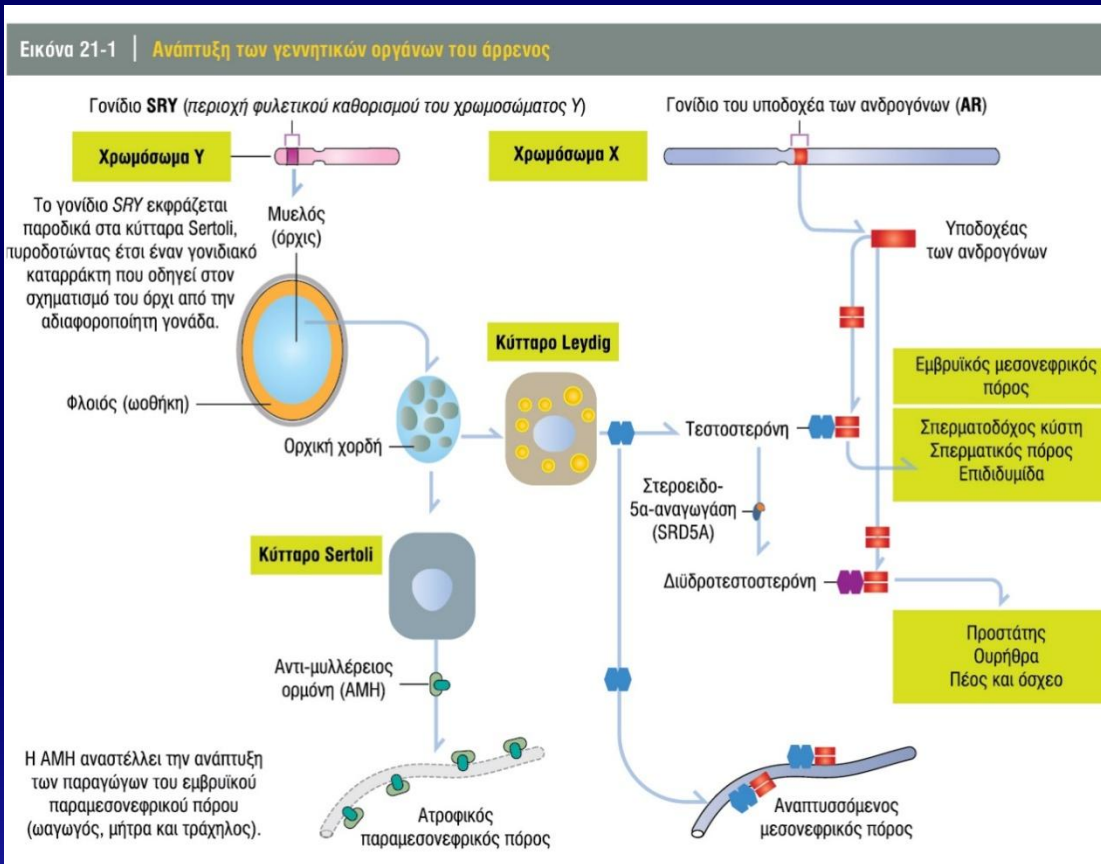 Εικόνα 21-1 | Ανάπτυξη των γεννητικών οργάνων του άρρενος
Γονίδιο SRY (περιοχή φυλετικού καθορισμού του χρωμοσώματος Y)
Χρωμόσωμα Y
Το γονίδιο SRY εκφράζεται
παροδικά στα κύτταρα Sertoli,
πυροδοτώντας έτσι έναν γονιδιακό
καταρράκτη που οδηγεί στον
σχηματισμό του όρχι από την
αδιαφοροποίητη γονάδα.
Μυελός
(όρχις)
Φλοιός (ωοθήκη)
Ορχική χορδή
Κύτταρο Leydig
Κύτταρο Sertoli
Αντι-μυλλέρειος
ορμόνη (AMH)
Η AMH αναστέλλει την ανάπτυξη
των παραγώγων του εμβρυϊκού
παραμεσονεφρικού πόρου
(ωαγωγός, μήτρα και τράχηλος).
Ατροφικός
παραμεσονεφρικός πόρος
Γονίδιο του υποδοχέα των ανδρογόνων (AR)
Χρωμόσωμα X
Υποδοχέας
των ανδρογόνων
Τεστοστερόνη
Στεροειδο-
5α-αναγωγάση
(SRD5A)
Διϋδροτεστοστερόνη
Εμβρυϊκός μεσονεφρικός
πόρος
Σπερματοδόχος κύστη
Σπερματικός πόρος
Επιδιδυμίδα
Προστάτης
Ουρήθρα
Πέος και όσχεο
Αναπτυσσόμενος
μεσονεφρικός πόρος